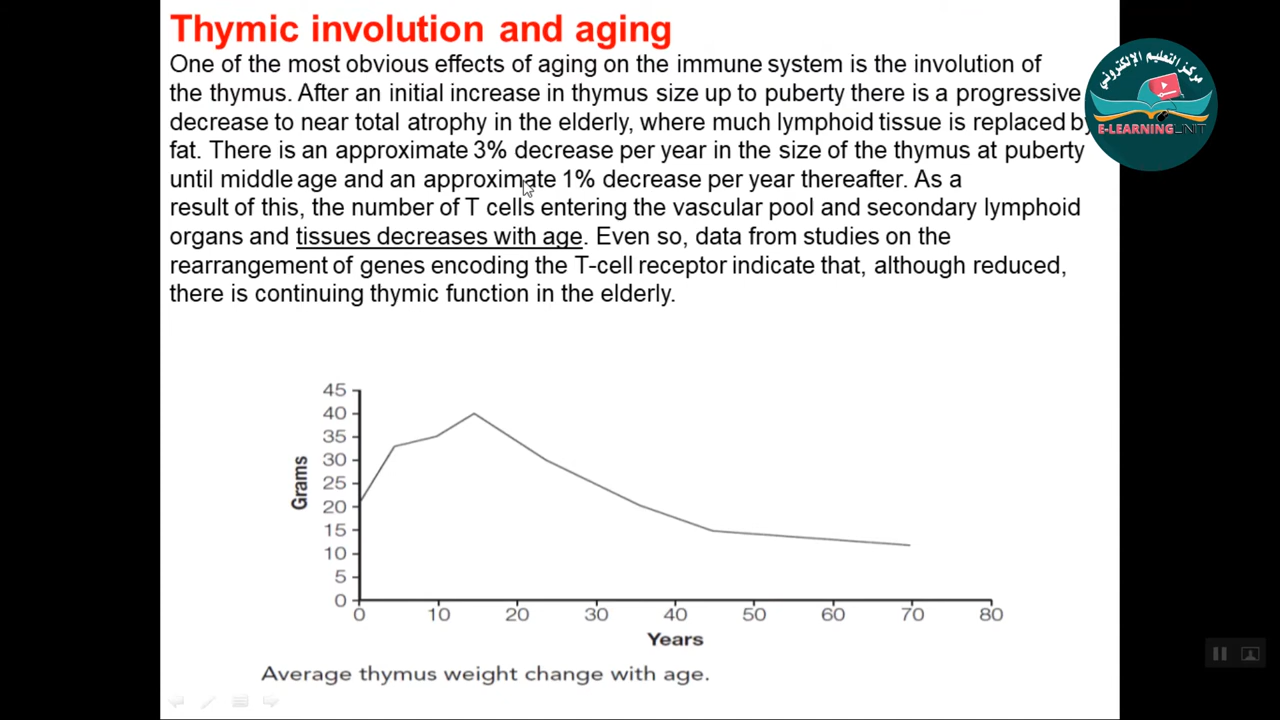 Thymic involution and aging
One of the most obvious effects of aging on the immune system is the involution of
the thymus. After an initial increase in thymus size up to puberty there is a progressive
decrease to near total atrophy in the elderly, where much lymphoid tissue is replaced by
fat. There is an approximate 3% decrease per year in the size of the thymus at puberty
until middle age and an approximate 1% decrease per year thereafter. As a
result of this, the number of T cells entering the vascular pool and secondary lymphoid
organs and tissues decreases with age. Even so, data from studies on the
rearrangement of genes encoding the T-cell receptor indicate that, although reduced,
there is continuing thymic function in the elderly.
مركز التعليم الإلكتروني
E-LEARNING UNIT
45
40
35
30
25
20
15
10
5
0
Grams
0 10 20 30 40 50 60 70 80
Years
Average thymus weight change with age.